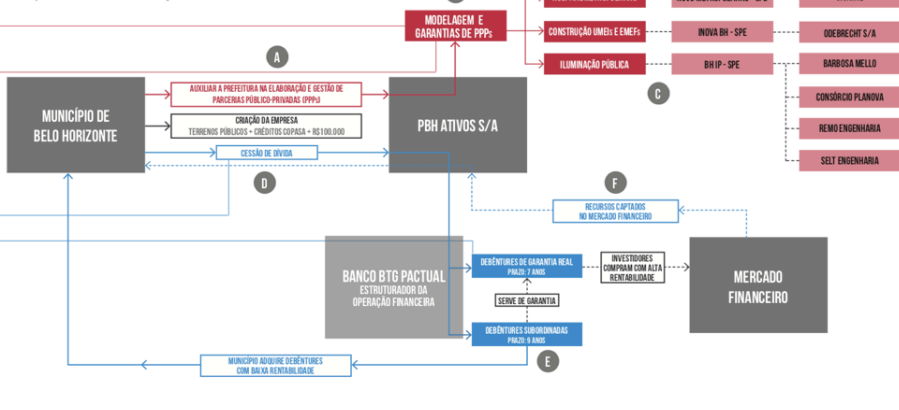 MODELAGEM E
GARANTIAS DE PPPs
CONSTRUÇÃO UMEIs E EMEFs
INOVA BH - SPE
ODEBRECHT S/A
ILUMINAÇÃO PÚBLICA
BH IP - SPE
BARBOSA MELLO
A
C
MUNICÍPIO DE
BELO HORIZONTE
AUXILIAR A PREFEITURA NA ELABORAÇÃO E GESTÃO DE
PARCERIAS PÚBLICO-PRIVADAS (PPPs)
CRIAÇÃO DA EMPRESA
TERRENOS PÚBLICOS + CRÉDITOS COPASA + R$100.000
CESSÃO DE DÍVIDA
PBH ATIVOS S/A
CONSÓRCIO PLANOVA
REMO ENGENHARIA
SELT ENGENHARIA
D
F
RECURSOS CAPTADOS
NO MERCADO FINANCEIRO
BANCO BTG PACTUAL
ESTRUTURADOR DA
OPERAÇÃO FINANCEIRA
DEBÊNTURES DE GARANTIA REAL
PRAZO: 7 ANOS
INVESTIDORES
COMPRAM COM ALTA
RENTABILIDADE
MERCADO
FINANCEIRO
SERVE DE GARANTIA
DEBÊNTURES SUBORDINADAS
PRAZO: 9 ANOS
E
MUNICÍPIO ADQUIRE DEBÊNTURES
COM BAIXA RENTABILIDADE